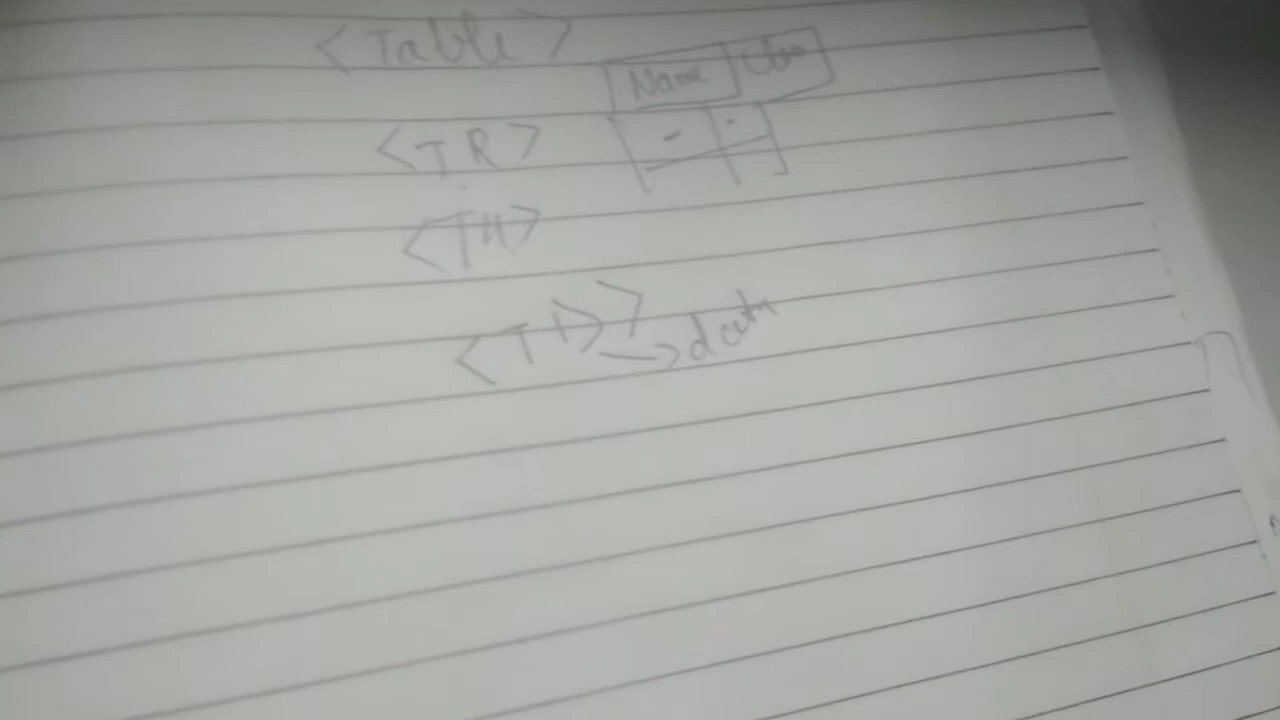 <Table>
Name
<TR>
<TH>
<TD>
data